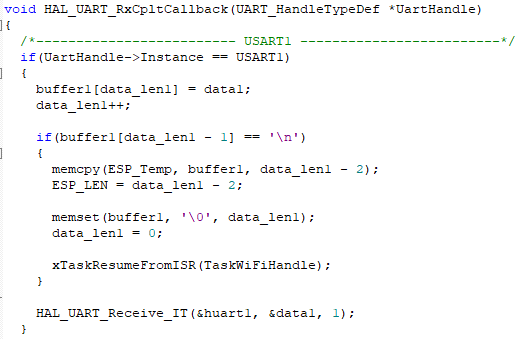 void HAL_UART_RxCpltCallback(UART_HandleTypeDef *UartHandle)
{
  /*------------------------- USART1 -------------------------*/
  if(UartHandle->Instance == USART1)
  {
    buffer1[data_len1] = data1;
    data_len1++;

    if(buffer1[data_len1 - 1] == '\n')
    {
      memcpy(ESP_Temp, buffer1, data_len1 - 2);
      ESP_LEN = data_len1 - 2;

      memset(buffer1, '\0', data_len1);
      data_len1 = 0;

      xTaskResumeFromISR(TaskWiFiHandle);
    }

    HAL_UART_Receive_IT(&huart1, &data1, 1);
  }